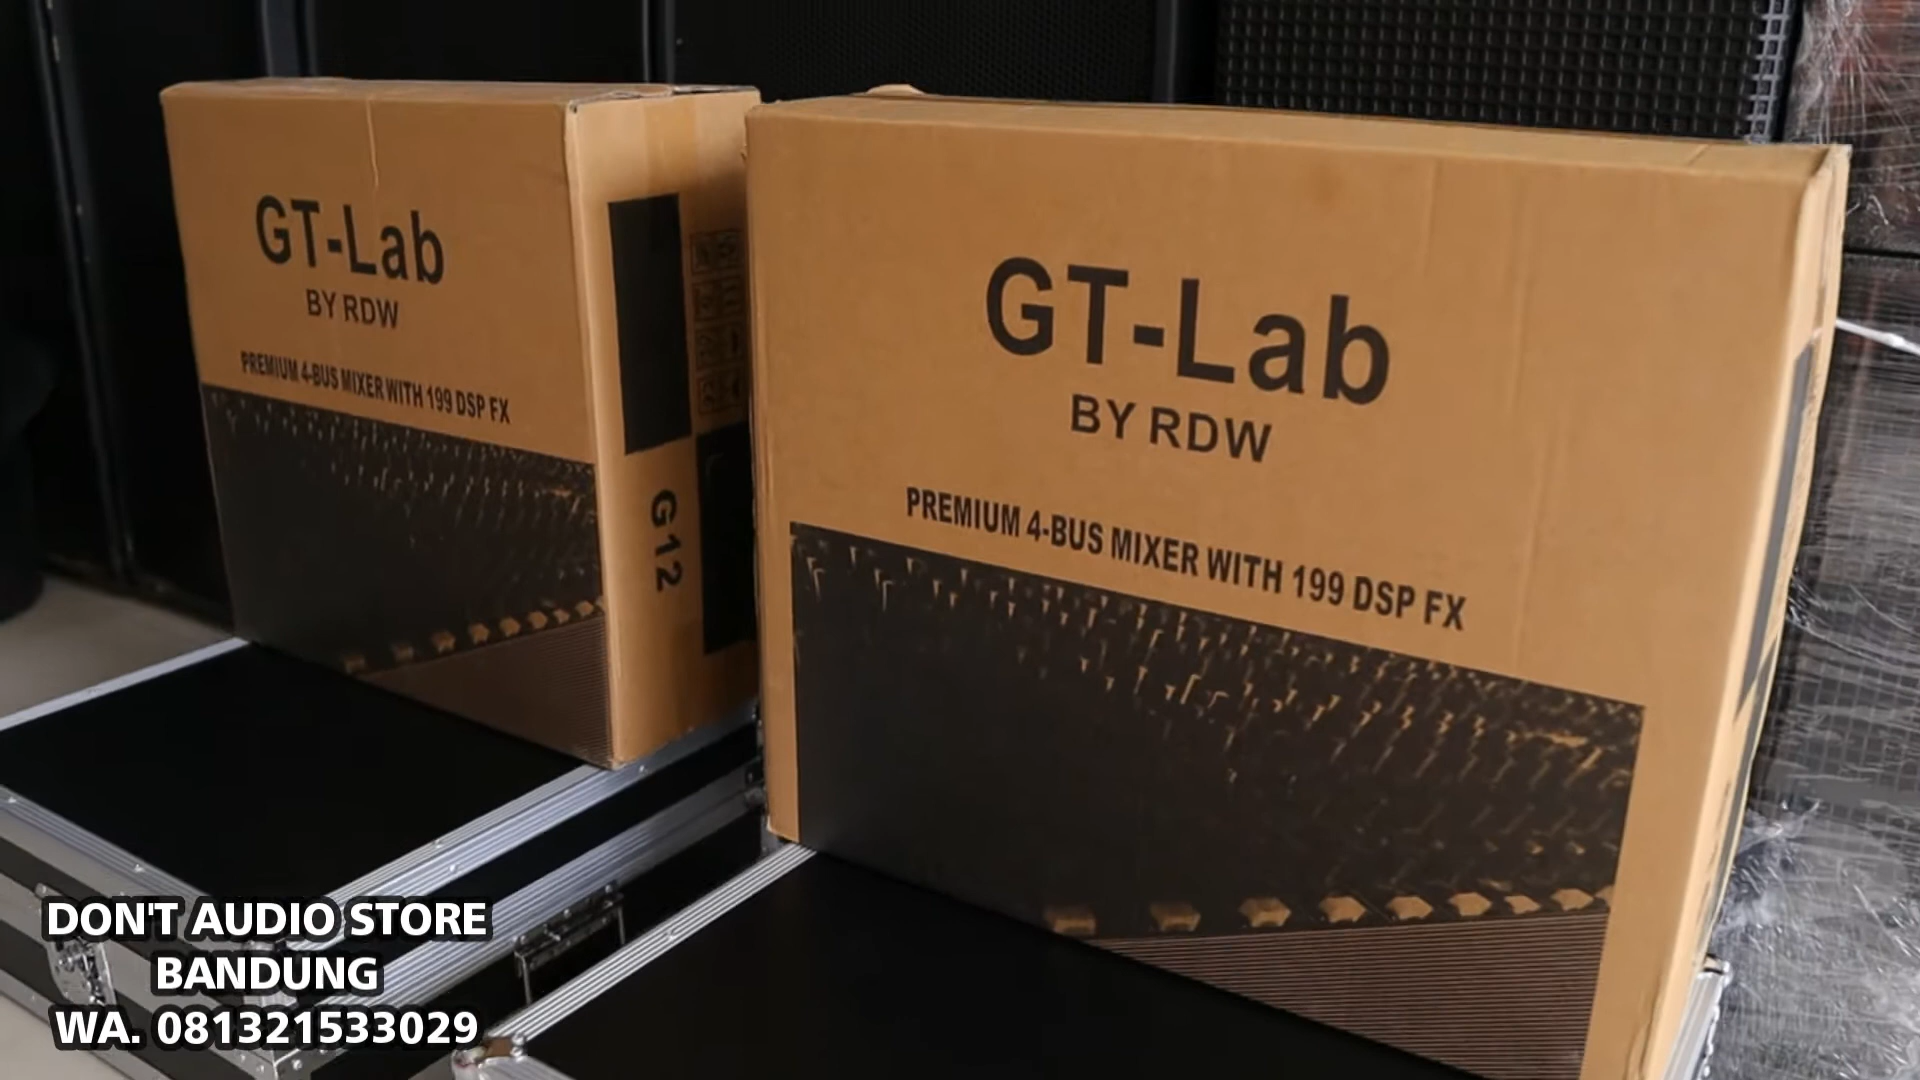 GT-Lab
BY RDW
PREMIUM 4-BUS MIXER WITH 199 DSP FX
G12
GT-Lab
BY RDW
PREMIUM 4-BUS MIXER WITH 199 DSP FX
DON'T AUDIO STORE
BANDUNG
WA. 081321533029